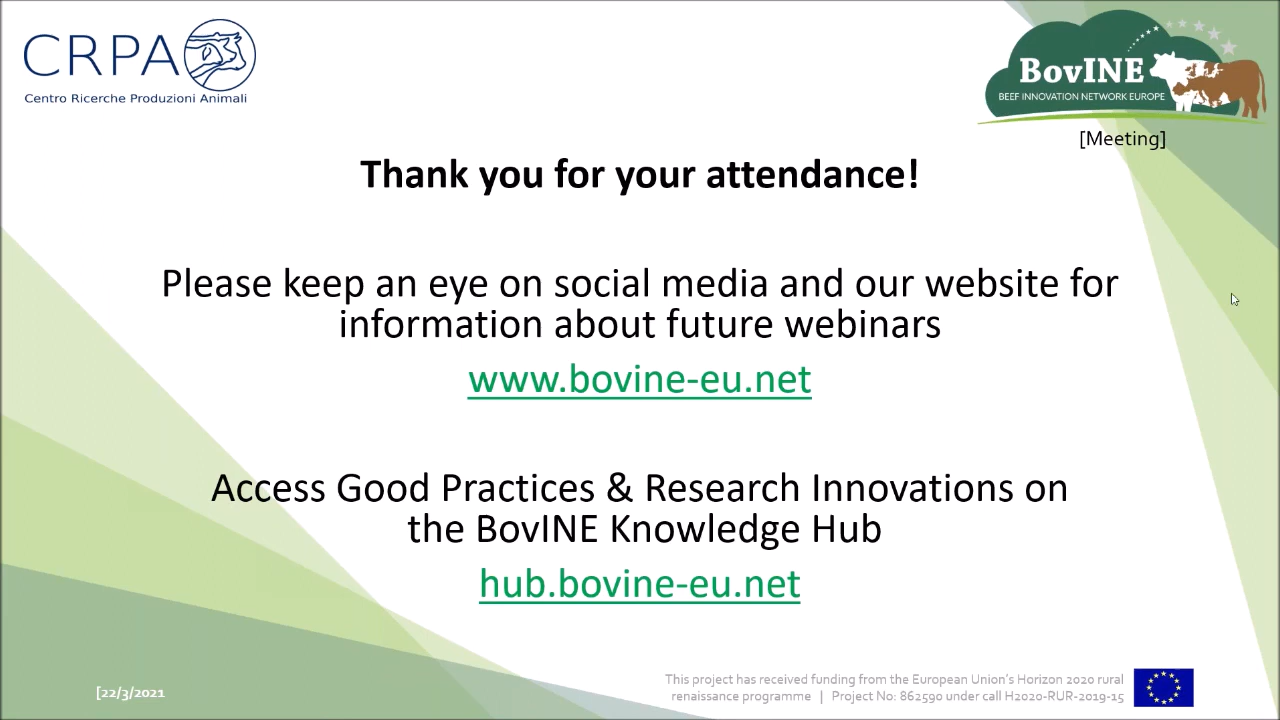 CRPA
Centro Ricerche Produzioni Animali
BovINE
BEEF INNOVATION NETWORK EUROPE
[Meeting]
Thank you for your attendance!
Please keep an eye on social media and our website for
information about future webinars
www.bovine-eu.net
Access Good Practices & Research Innovations on
the BovINE Knowledge Hub
hub.bovine-eu.net
[22/3/2021
This project has received funding from the European Union's Horizon 2020 rural
renaissance programme | Project No: 862590 under call H2020-RUR-2019-15